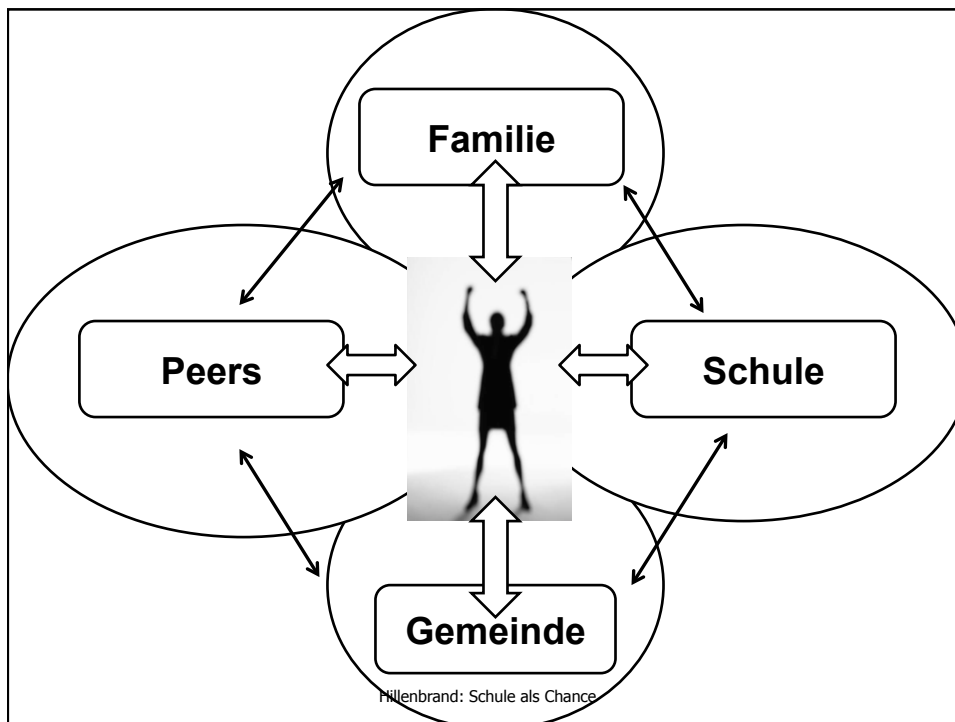 Familie
Peers
Schule
Gemeinde
Hillenbrand: Schule als Chance